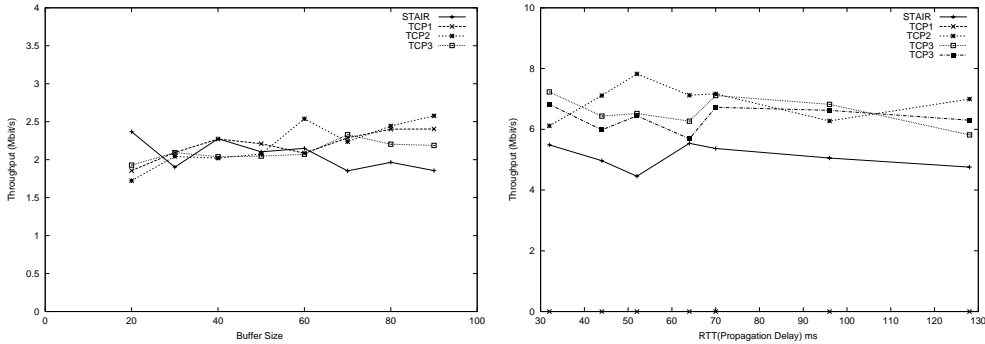 4
3.5
3
2.5
2
1.5
1
0.5
0
0
20
40
60
80
100
Throughput (Mbit/s)
Buffer Size
STAIR
TCP1
TCP2
TCP3
10
8
6
4
2
0
30
40
50
60
70
80
90
100
110
120
130
Throughput (Mbit/s)
RTT(Propagation Delay) ms
STAIR
TCP1
TCP2
TCP3
TCP3